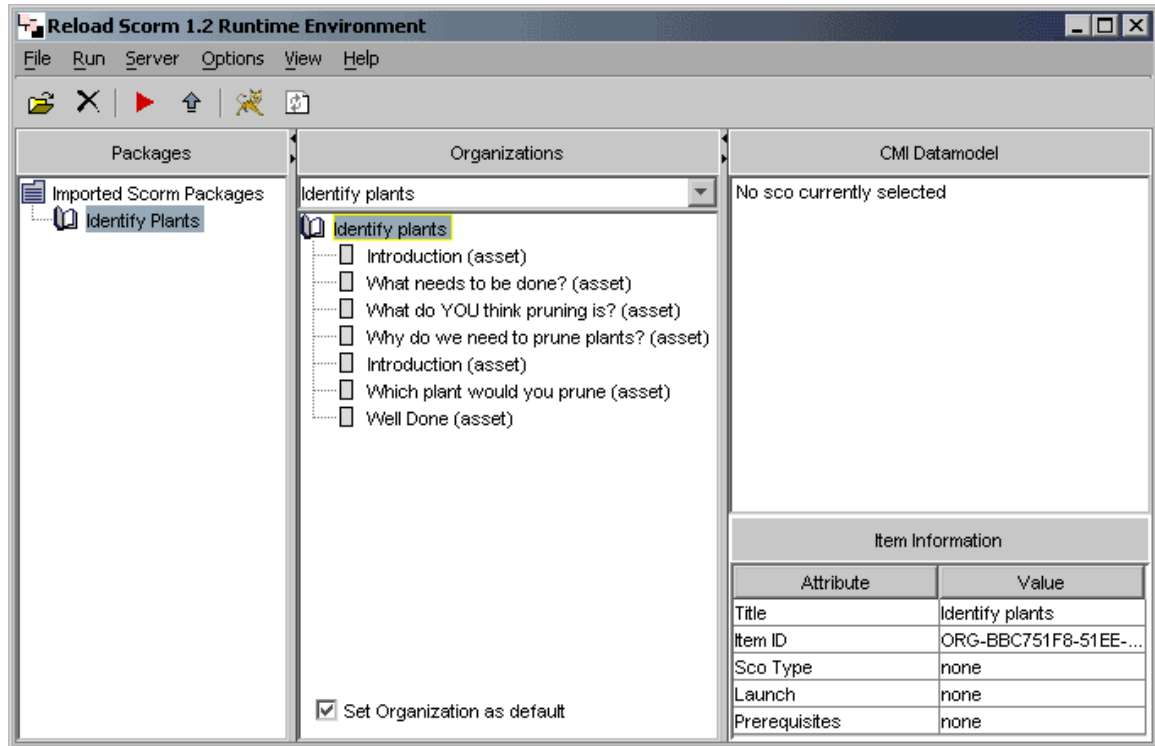 Reload Scorm 1.2 Runtime Environment
File Run Server Options View Help
Packages
Imported Scorm Packages
Identify Plants
Organizations
Identify plants
Identify plants
Introduction (asset)
What needs to be done? (asset)
What do YOU think pruning is? (asset)
Why do we need to prune plants? (asset)
Introduction (asset)
Which plant would you prune (asset)
Well Done (asset)
Set Organization as default
CMI Datamodel
No sco currently selected
Item Information
Attribute Value
Title Identify plants
Item ID ORG-BBC751F8-51EE-...
Sco Type none
Launch none
Prerequisites none